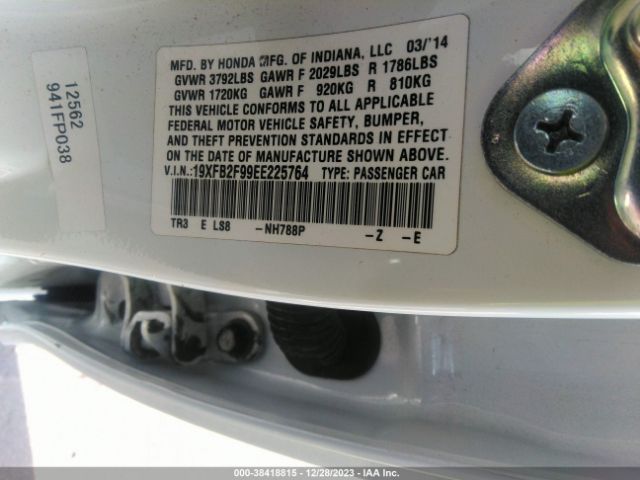 MFD. BY HONDA MFG. OF INDIANA, LLC 03/'14
GVWR 3792LBS GAWR F 2029LBS R 1786LBS
GVWR 1720KG GAWR F 920KG R 810KG
THIS VEHICLE CONFORMS TO ALL APPLICABLE
FEDERAL MOTOR VEHICLE SAFETY, BUMPER,
AND THEFT PREVENTION STANDARDS IN EFFECT
ON THE DATE OF MANUFACTURE SHOWN ABOVE.
V.I.N.:19XFB2F99EE225764 TYPE: PASSENGER CAR
TR3 E LS8 -NH788P -Z -E
12562
941FP038
000-38418815 - 12/28/2023 - IAA Inc.